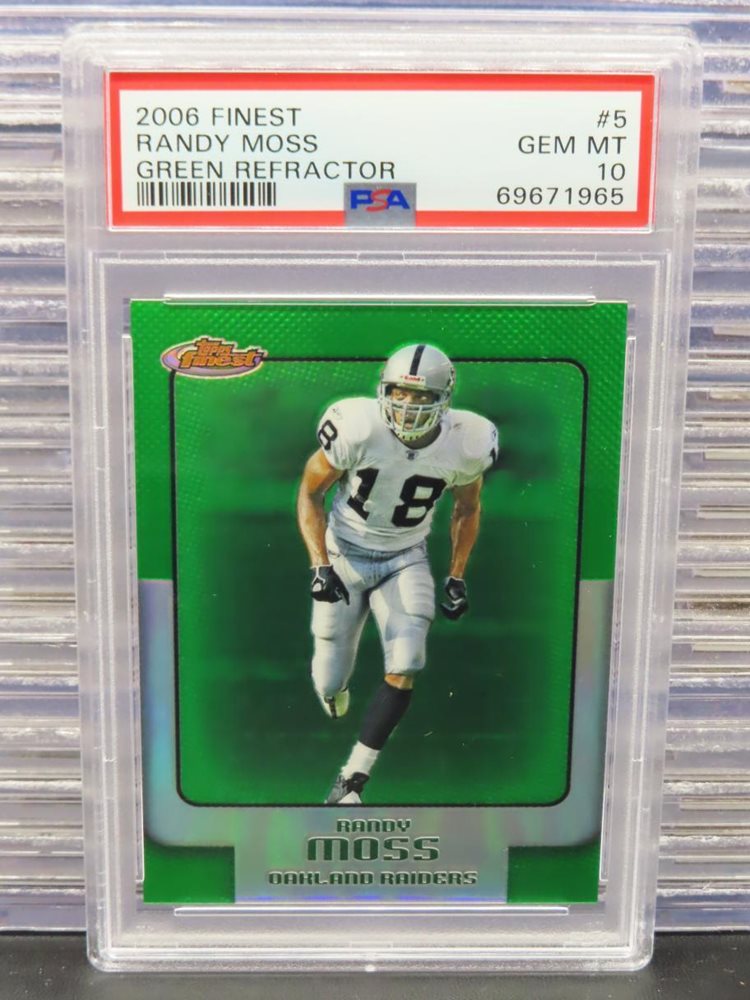 2006 FINEST #5
RANDY MOSS GEM MT
GREEN REFRACTOR 10
PSA 69671965
Topps
finest
18
18
RANDY
MOSS
OAKLAND RAIDERS